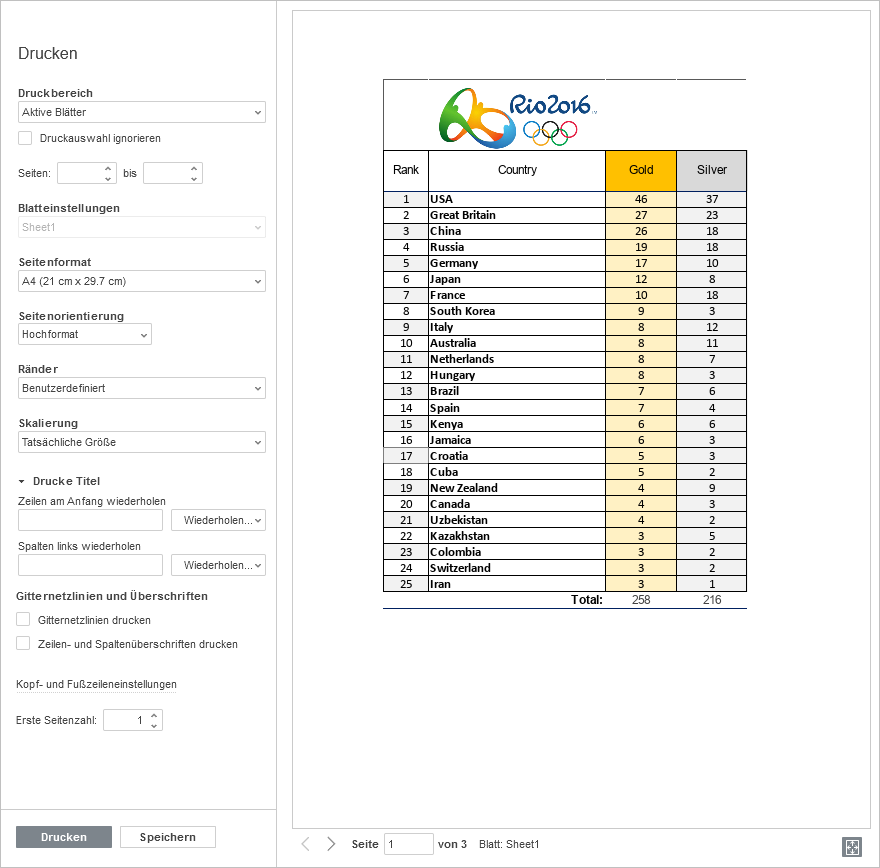 Drucken
Druckbereich
Aktive Blätter
Druckauswahl ignorieren
Seiten: bis
Blatteinstellungen
Sheet1
Seitenformat
A4 (21 cm x 29.7 cm)
Seitenorientierung
Hochformat
Ränder
Benutzerdefiniert
Skalierung
Tatsächliche Größe
Drucke Titel
Zeilen am Anfang wiederholen
Wiederholen...
Spalten links wiederholen
Wiederholen...
Gitternetzlinien und Überschriften
Gitternetzlinien drucken
Zeilen- und Spaltenüberschriften drucken
Kopf- und Fußzeileneinstellungen
Erste Seitenzahl: 1
Drucken Speichern
Rio2016 TM
Rank Country Gold Silver
1 USA 46 37
2 Great Britain 27 23
3 China 26 18
4 Russia 19 18
5 Germany 17 10
6 Japan 12 8
7 France 10 18
8 South Korea 9 3
9 Italy 8 12
10 Australia 8 11
11 Netherlands 8 7
12 Hungary 8 3
13 Brazil 7 6
14 Spain 7 4
15 Kenya 6 6
16 Jamaica 6 3
17 Croatia 5 3
18 Cuba 5 2
19 New Zealand 4 9
20 Canada 4 3
21 Uzbekistan 4 2
22 Kazakhstan 3 5
23 Colombia 3 2
24 Switzerland 3 2
25 Iran 3 1
Total: 258 216
Seite 1 von 3 Blatt: Sheet1